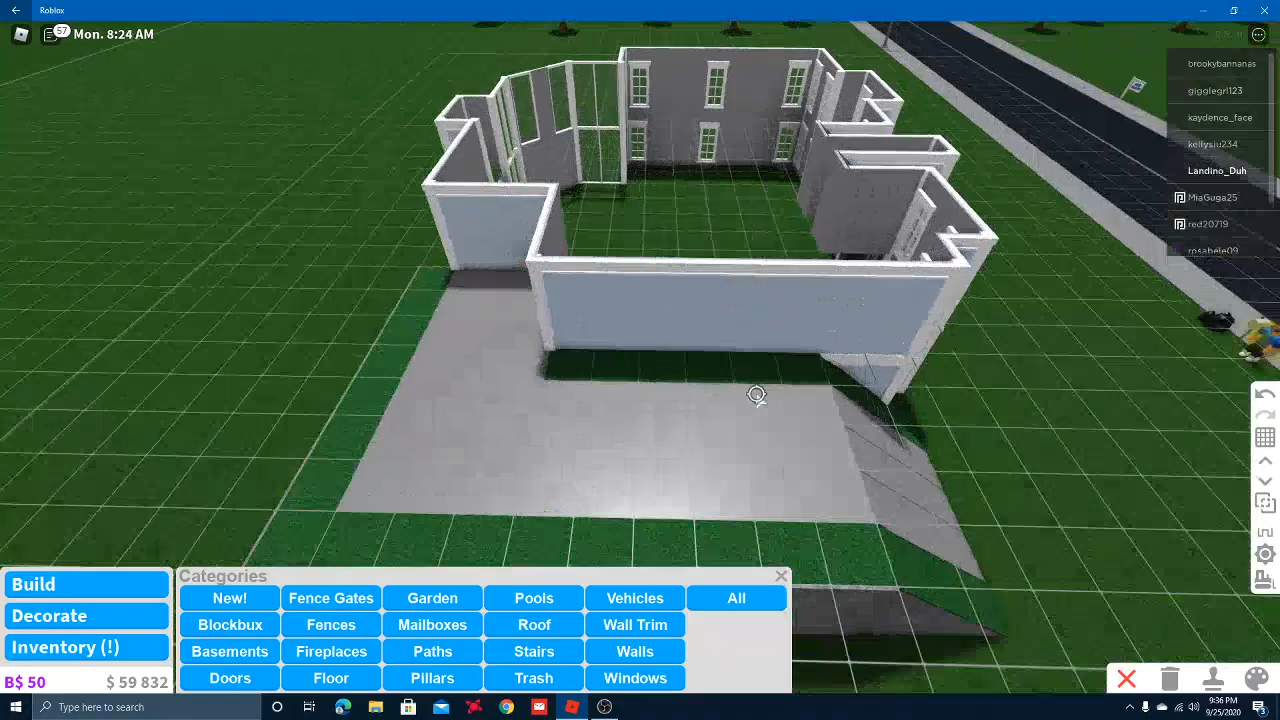 Roblox
57
Mon. 8:24 AM
brookybannanas
gigglegrl123
kaydence_face
kellysiu234
Landino_Duh
MiaGuga25
red20719
rosabele09
Build
Decorate
Inventory (!)
B$ 50
$ 59 832
Categories
New!
Fence Gates
Garden
Pools
Vehicles
All
Blockbux
Fences
Mailboxes
Roof
Wall Trim
Basements
Fireplaces
Paths
Stairs
Walls
Doors
Floor
Pillars
Trash
Windows
Type here to search
9:36 PM
9/25/2020
3